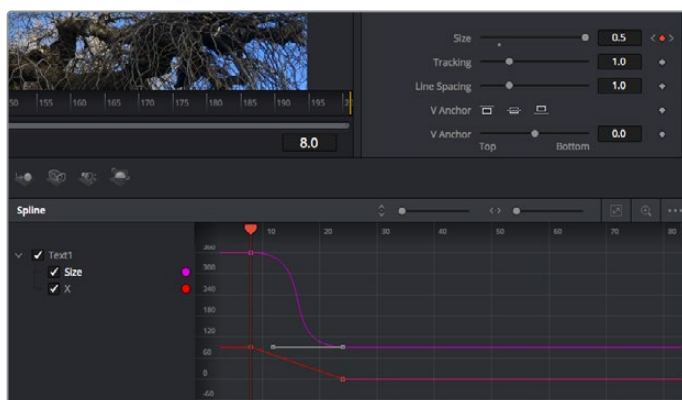 Size 0.5
Tracking 1.0
Line Spacing 1.0
V Anchor
V Anchor 0.0
Top Bottom
50 155 160 165 170 175 180 185 190 195
8.0
Spline
10 20 30 40 50 60 70 80
Text1
Size
X
360
300
240
180
120
60
0
-60